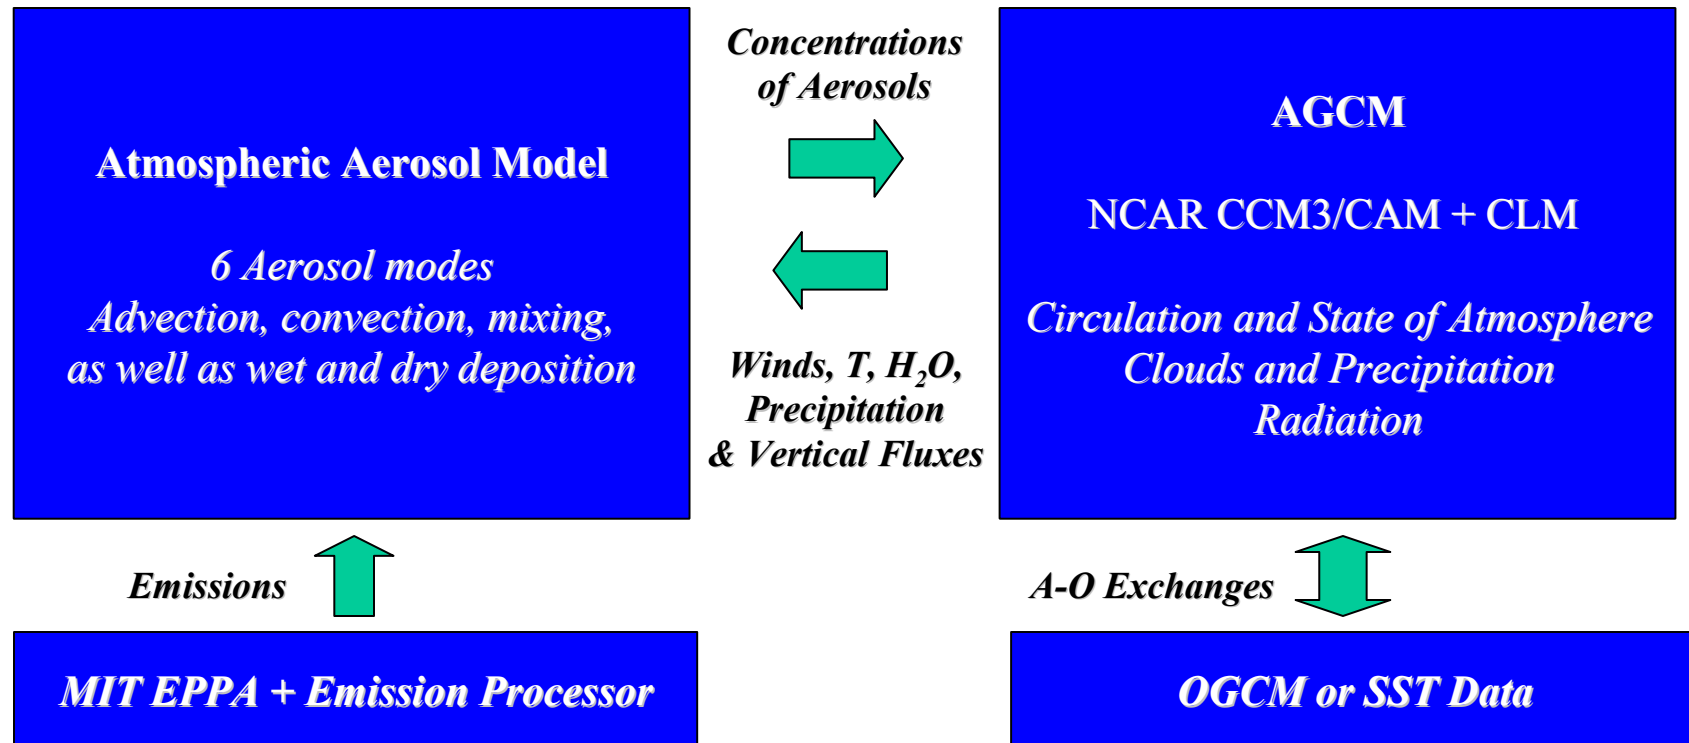 Atmospheric Aerosol Model
6 Aerosol modes
Advection, convection, mixing,
as well as wet and dry deposition
Concentrations
of Aerosols
Winds, T, H₂O,
Precipitation
& Vertical Fluxes
AGCM
NCAR CCM3/CAM + CLM
Circulation and State of Atmosphere
Clouds and Precipitation
Radiation
Emissions
A-O Exchanges
MIT EPPA + Emission Processor
OGCM or SST Data